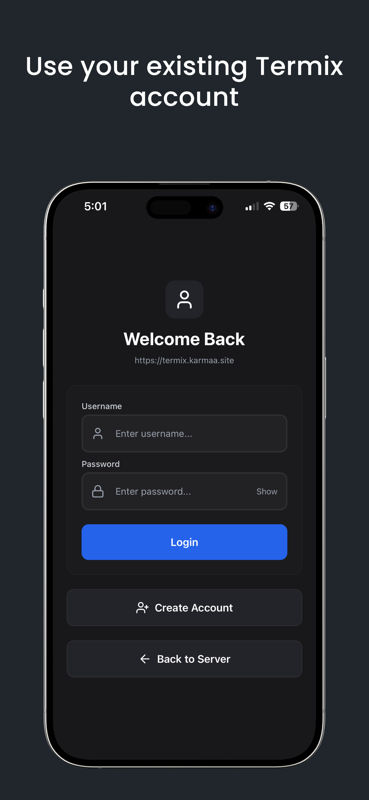 Use your existing Termix
account
5:01
57
Welcome Back
https://termix.karmaa.site
Username
Enter username...
Password
Enter password...
Show
Login
Create Account
Back to Server